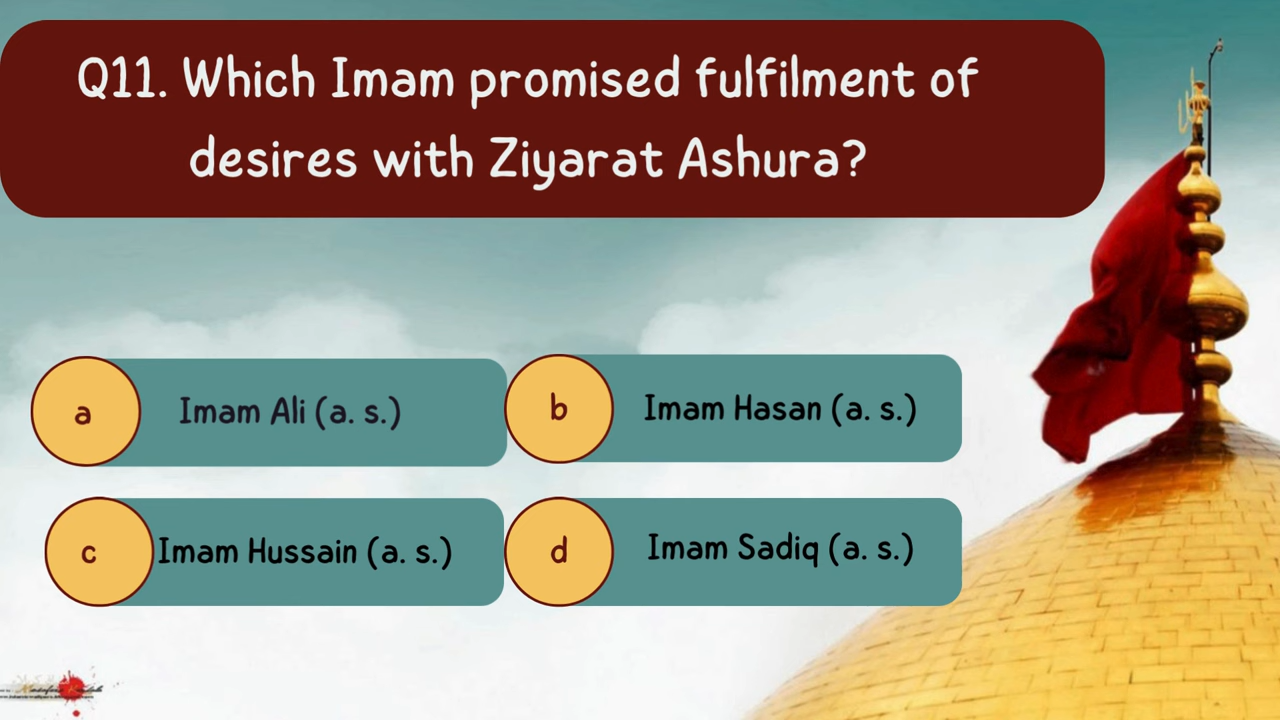 Q11. Which Imam promised fulfilment of
desires with Ziyarat Ashura?
a
Imam Ali (a. s.)
b
Imam Hasan (a. s.)
c
Imam Hussain (a. s.)
d
Imam Sadiq (a. s.)